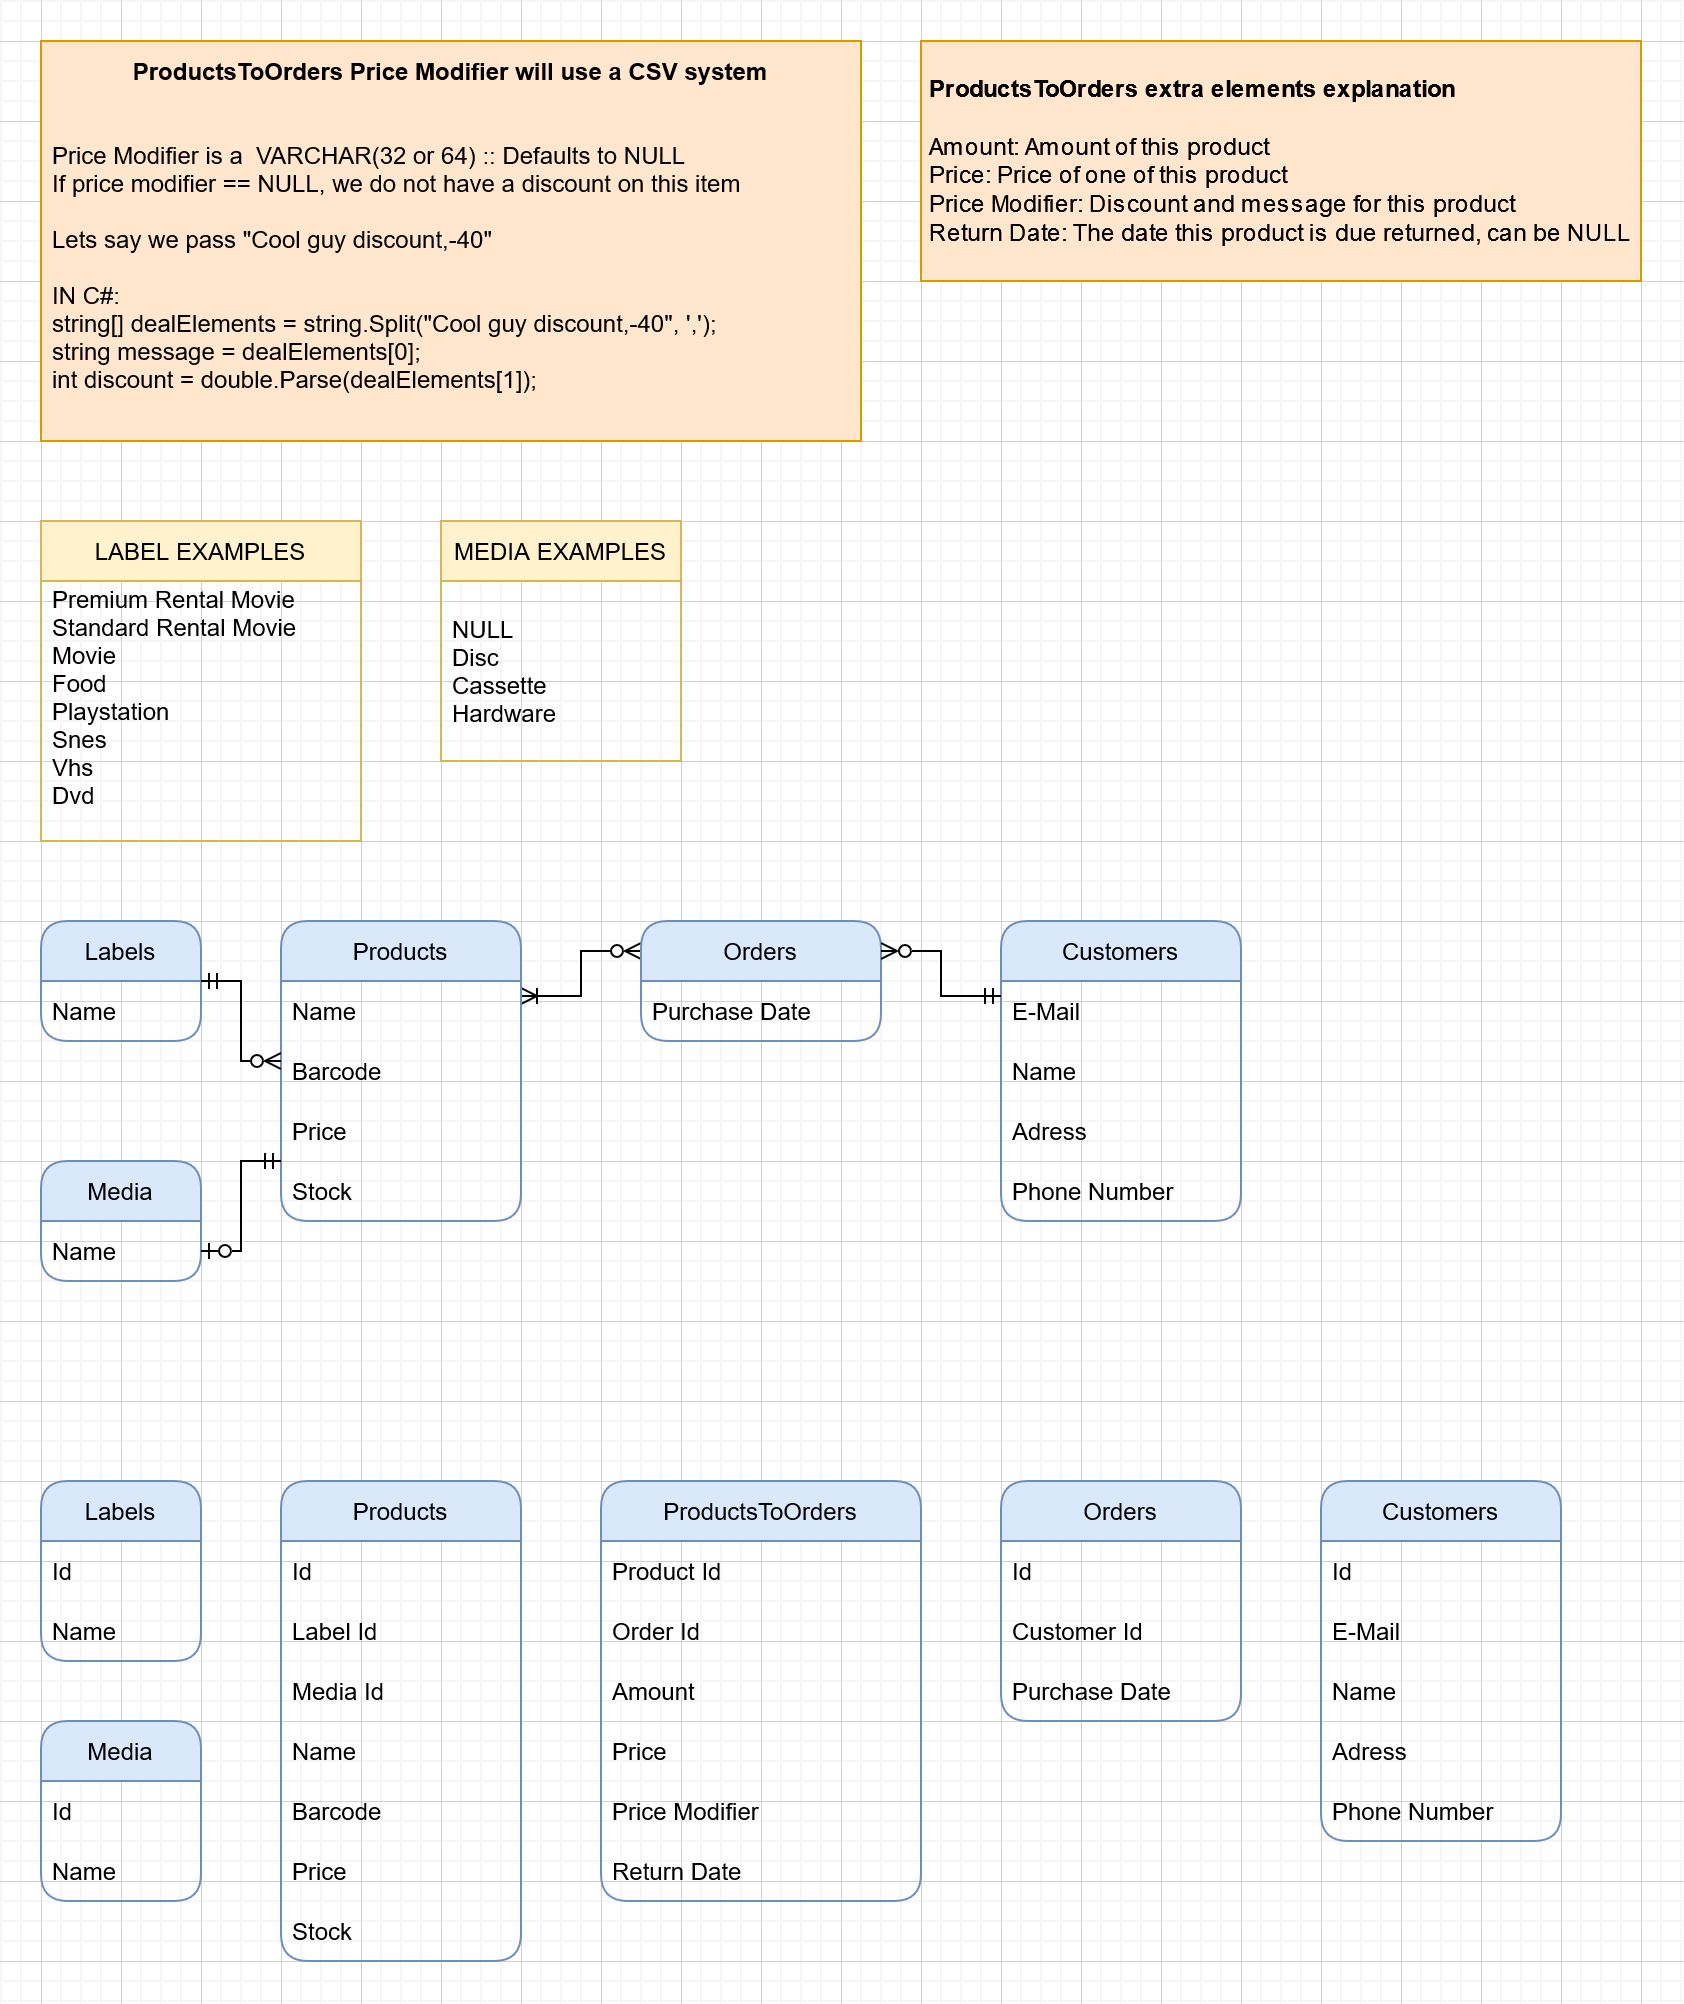 ProductsToOrders Price Modifier will use a CSV system
Price Modifier is a  VARCHAR(32 or 64) :: Defaults to NULL
If price modifier == NULL, we do not have a discount on this item
Lets say we pass "Cool guy discount,-40"
IN C#:
string[] dealElements = string.Split("Cool guy discount,-40", ',');
string message = dealElements[0];
int discount = double.Parse(dealElements[1]);
ProductsToOrders extra elements explanation
Amount: Amount of this product
Price: Price of one of this product
Price Modifier: Discount and message for this product
Return Date: The date this product is due returned, can be NULL
LABEL EXAMPLES
Premium Rental Movie
Standard Rental Movie
Movie
Food
Playstation
Snes
Vhs
Dvd
MEDIA EXAMPLES
NULL
Disc
Cassette
Hardware
Labels
Name
Media
Name
Products
Name
Barcode
Price
Stock
Orders
Purchase Date
Customers
E-Mail
Name
Adress
Phone Number
Labels
Id
Name
Media
Id
Name
Products
Id
Label Id
Media Id
Name
Barcode
Price
Stock
ProductsToOrders
Product Id
Order Id
Amount
Price
Price Modifier
Return Date
Orders
Id
Customer Id
Purchase Date
Customers
Id
E-Mail
Name
Adress
Phone Number